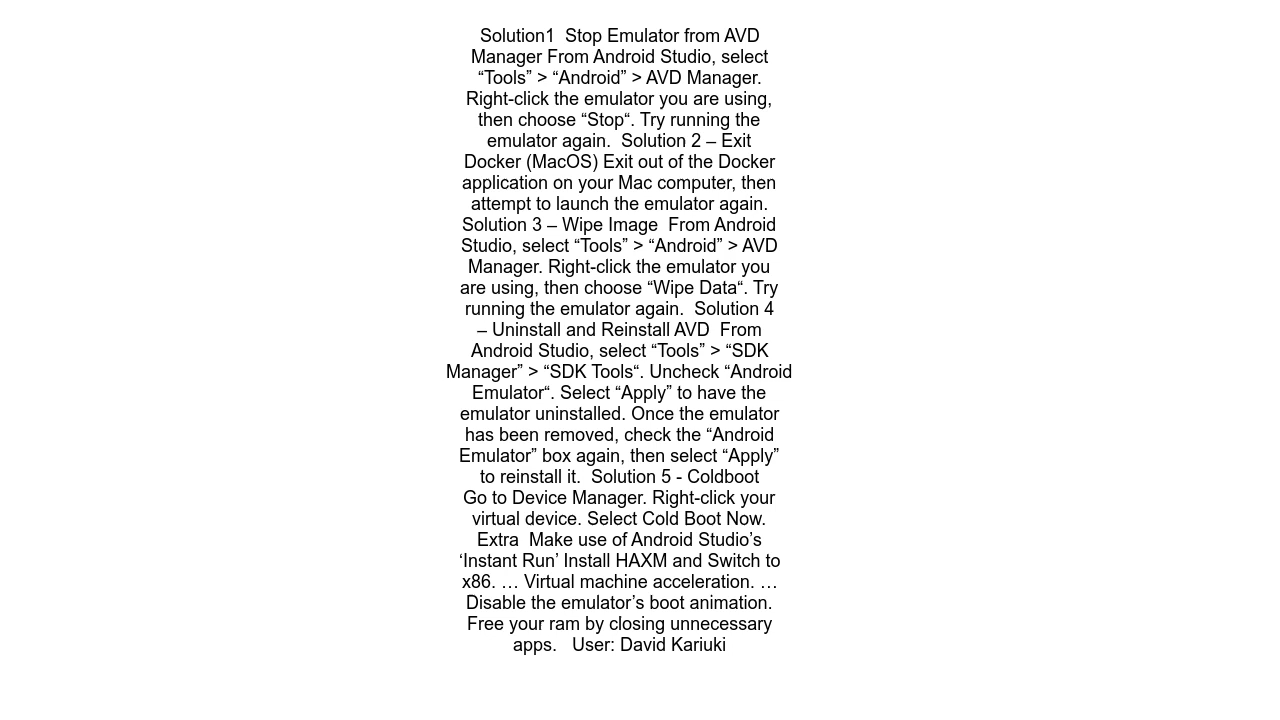 Solution1  Stop Emulator from AVD
Manager From Android Studio, select
“Tools” > “Android” > AVD Manager.
Right-click the emulator you are using,
then choose “Stop“. Try running the
emulator again.  Solution 2 – Exit
Docker (MacOS) Exit out of the Docker
application on your Mac computer, then
attempt to launch the emulator again.
Solution 3 – Wipe Image  From Android
Studio, select “Tools” > “Android” > AVD
Manager. Right-click the emulator you
are using, then choose “Wipe Data“. Try
running the emulator again.  Solution 4
– Uninstall and Reinstall AVD  From
Android Studio, select “Tools” > “SDK
Manager” > “SDK Tools“. Uncheck “Android
Emulator“. Select “Apply” to have the
emulator uninstalled. Once the emulator
has been removed, check the “Android
Emulator” box again, then select “Apply”
to reinstall it.  Solution 5 - Coldboot
Go to Device Manager. Right-click your
virtual device. Select Cold Boot Now.
Extra  Make use of Android Studio’s
‘Instant Run’ Install HAXM and Switch to
x86. … Virtual machine acceleration. …
Disable the emulator’s boot animation.
Free your ram by closing unnecessary
apps.   User: David Kariuki